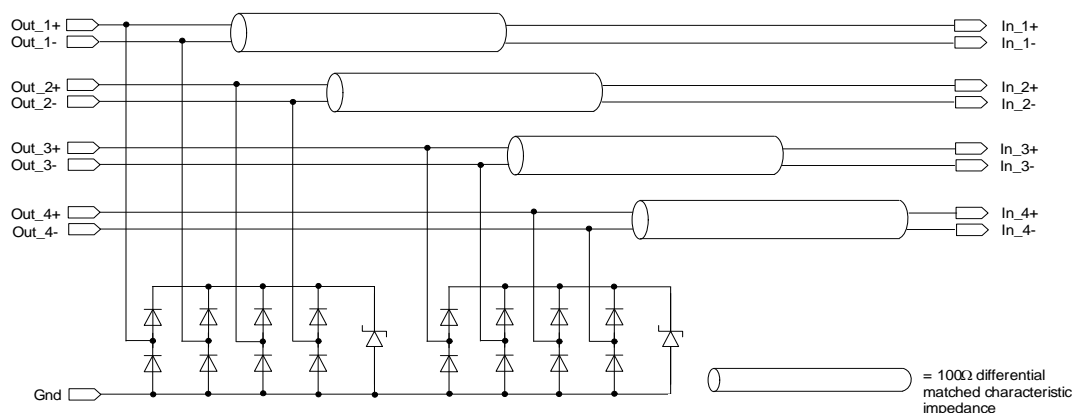 Out_1+
In_1+
Out_1-
In_1-
Out_2+
In_2+
Out_2-
In_2-
Out_3+
In_3+
Out_3-
In_3-
Out_4+
In_4+
Out_4-
In_4-
Gnd
= 100Ω differential
matched characteristic
impedance